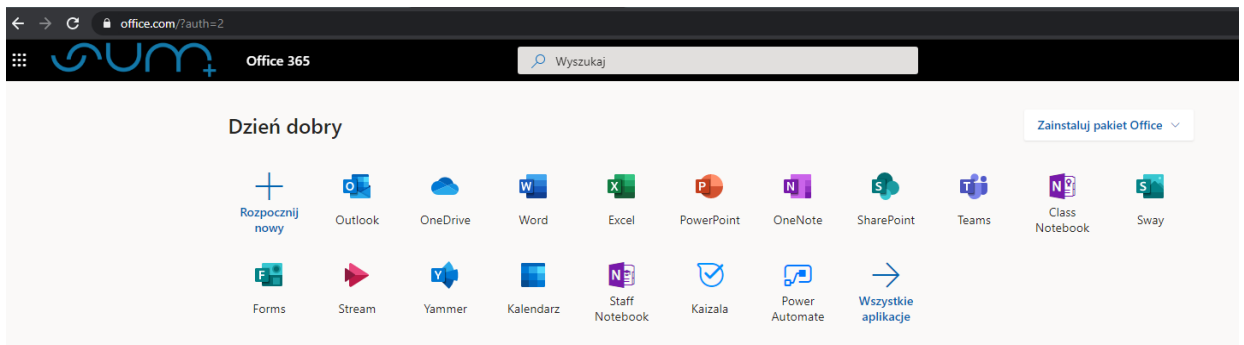 office.com/?auth=2
sum+
Office 365
Wyszukaj
Dzień dobry
Zainstaluj pakiet Office
Rozpocznij
nowy
Outlook
OneDrive
Word
Excel
PowerPoint
OneNote
SharePoint
Teams
Class
Notebook
Sway
Forms
Stream
Yammer
Kalendarz
Staff
Notebook
Kaizala
Power
Automate
Wszystkie
aplikacje